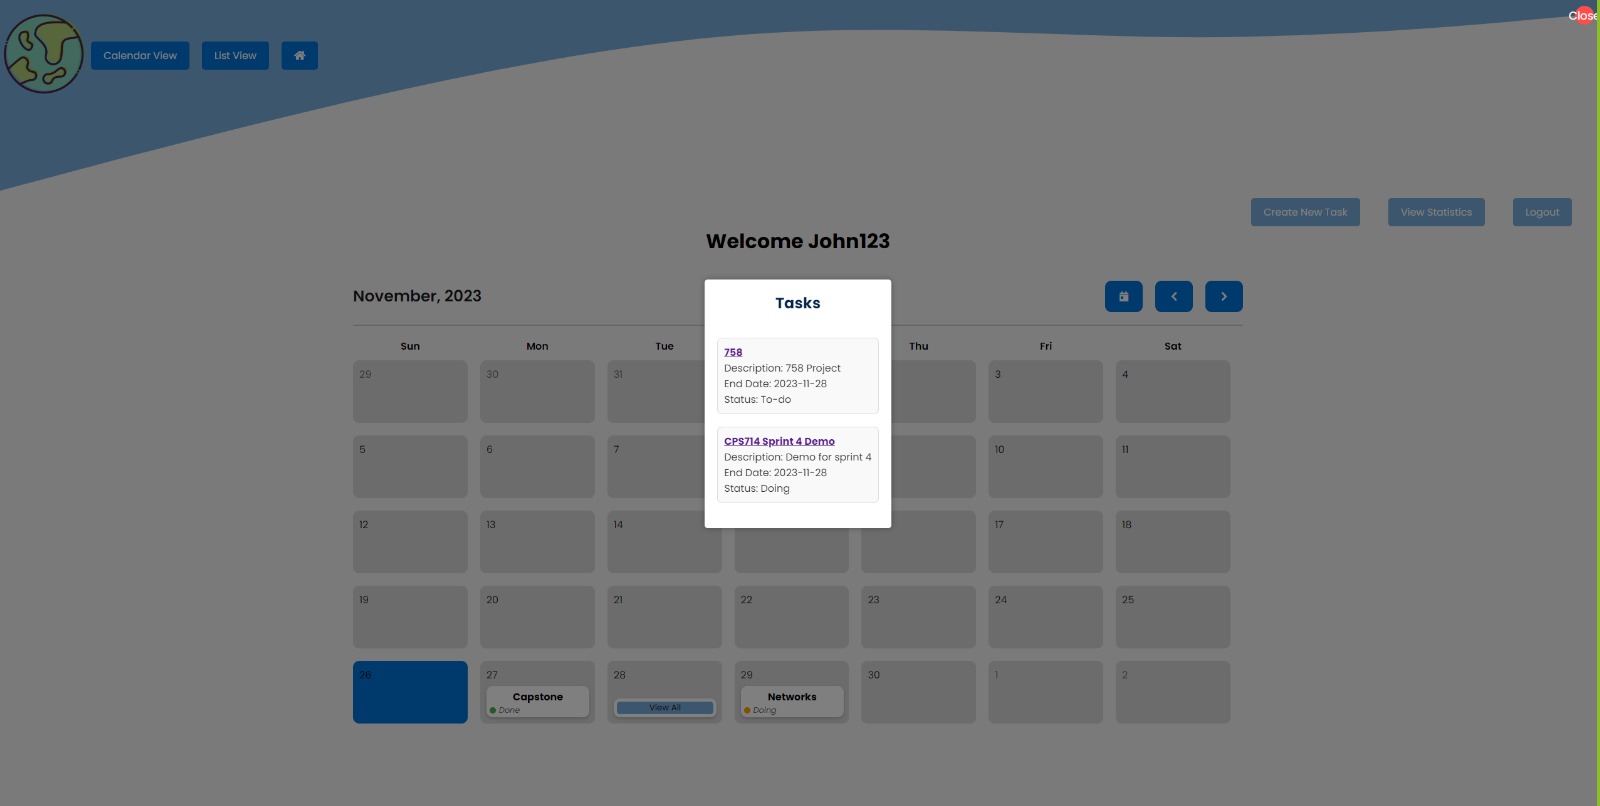 Close
Calendar View
List View
Create New Task
View Statistics
Logout
Welcome John123
November, 2023
Tasks
758
Description: 758 Project
End Date: 2023-11-28
Status: To-do
CPS714 Sprint 4 Demo
Description: Demo for sprint 4
End Date: 2023-11-28
Status: Doing
Sun Mon Tue Thu Fri Sat
29 30 31 3 4
5 6 7 10 11
12 13 14 17 18
19 20 21 22 23 24 25
26 27 28 29 30 1 2
Capstone
Done
View All
Networks
Doing